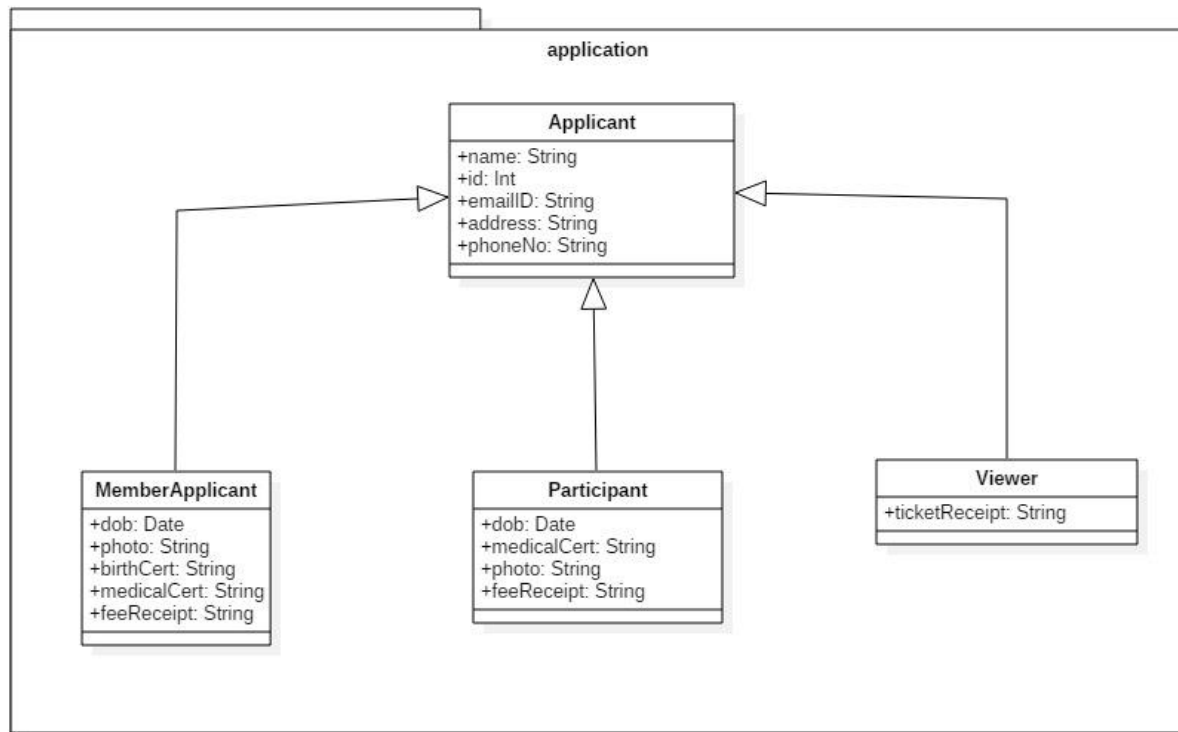 application
Applicant
+name: String
+id: Int
+emailID: String
+address: String
+phoneNo: String
MemberApplicant
+dob: Date
+photo: String
+birthCert: String
+medicalCert: String
+feeReceipt: String
Participant
+dob: Date
+medicalCert: String
+photo: String
+feeReceipt: String
Viewer
+ticketReceipt: String